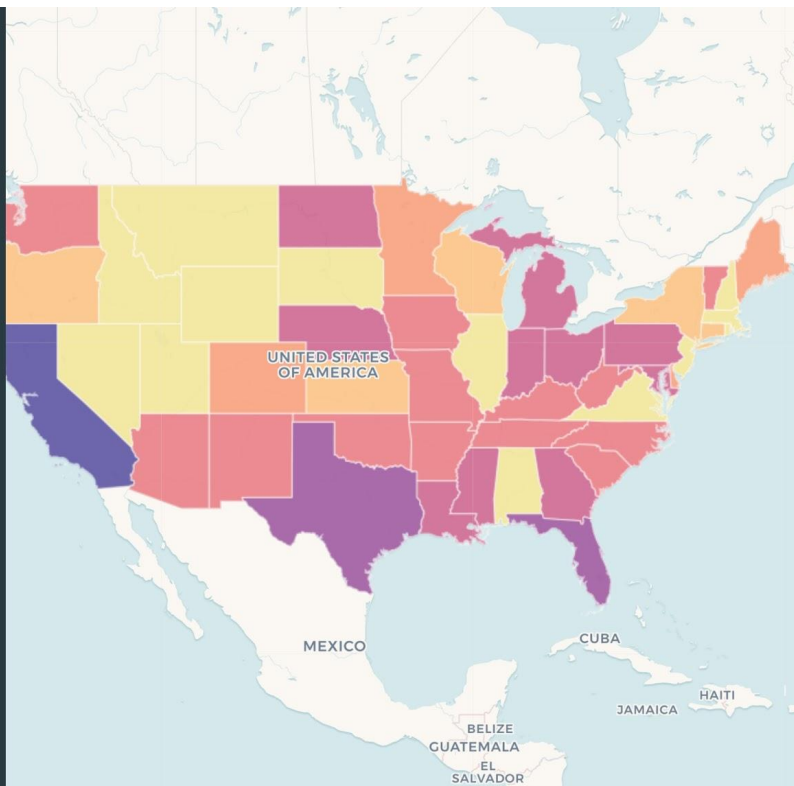 UNITED STATES
OF AMERICA
MEXICO
CUBA
HAITI
JAMAICA
BELIZE
GUATEMALA
EL
SALVADOR